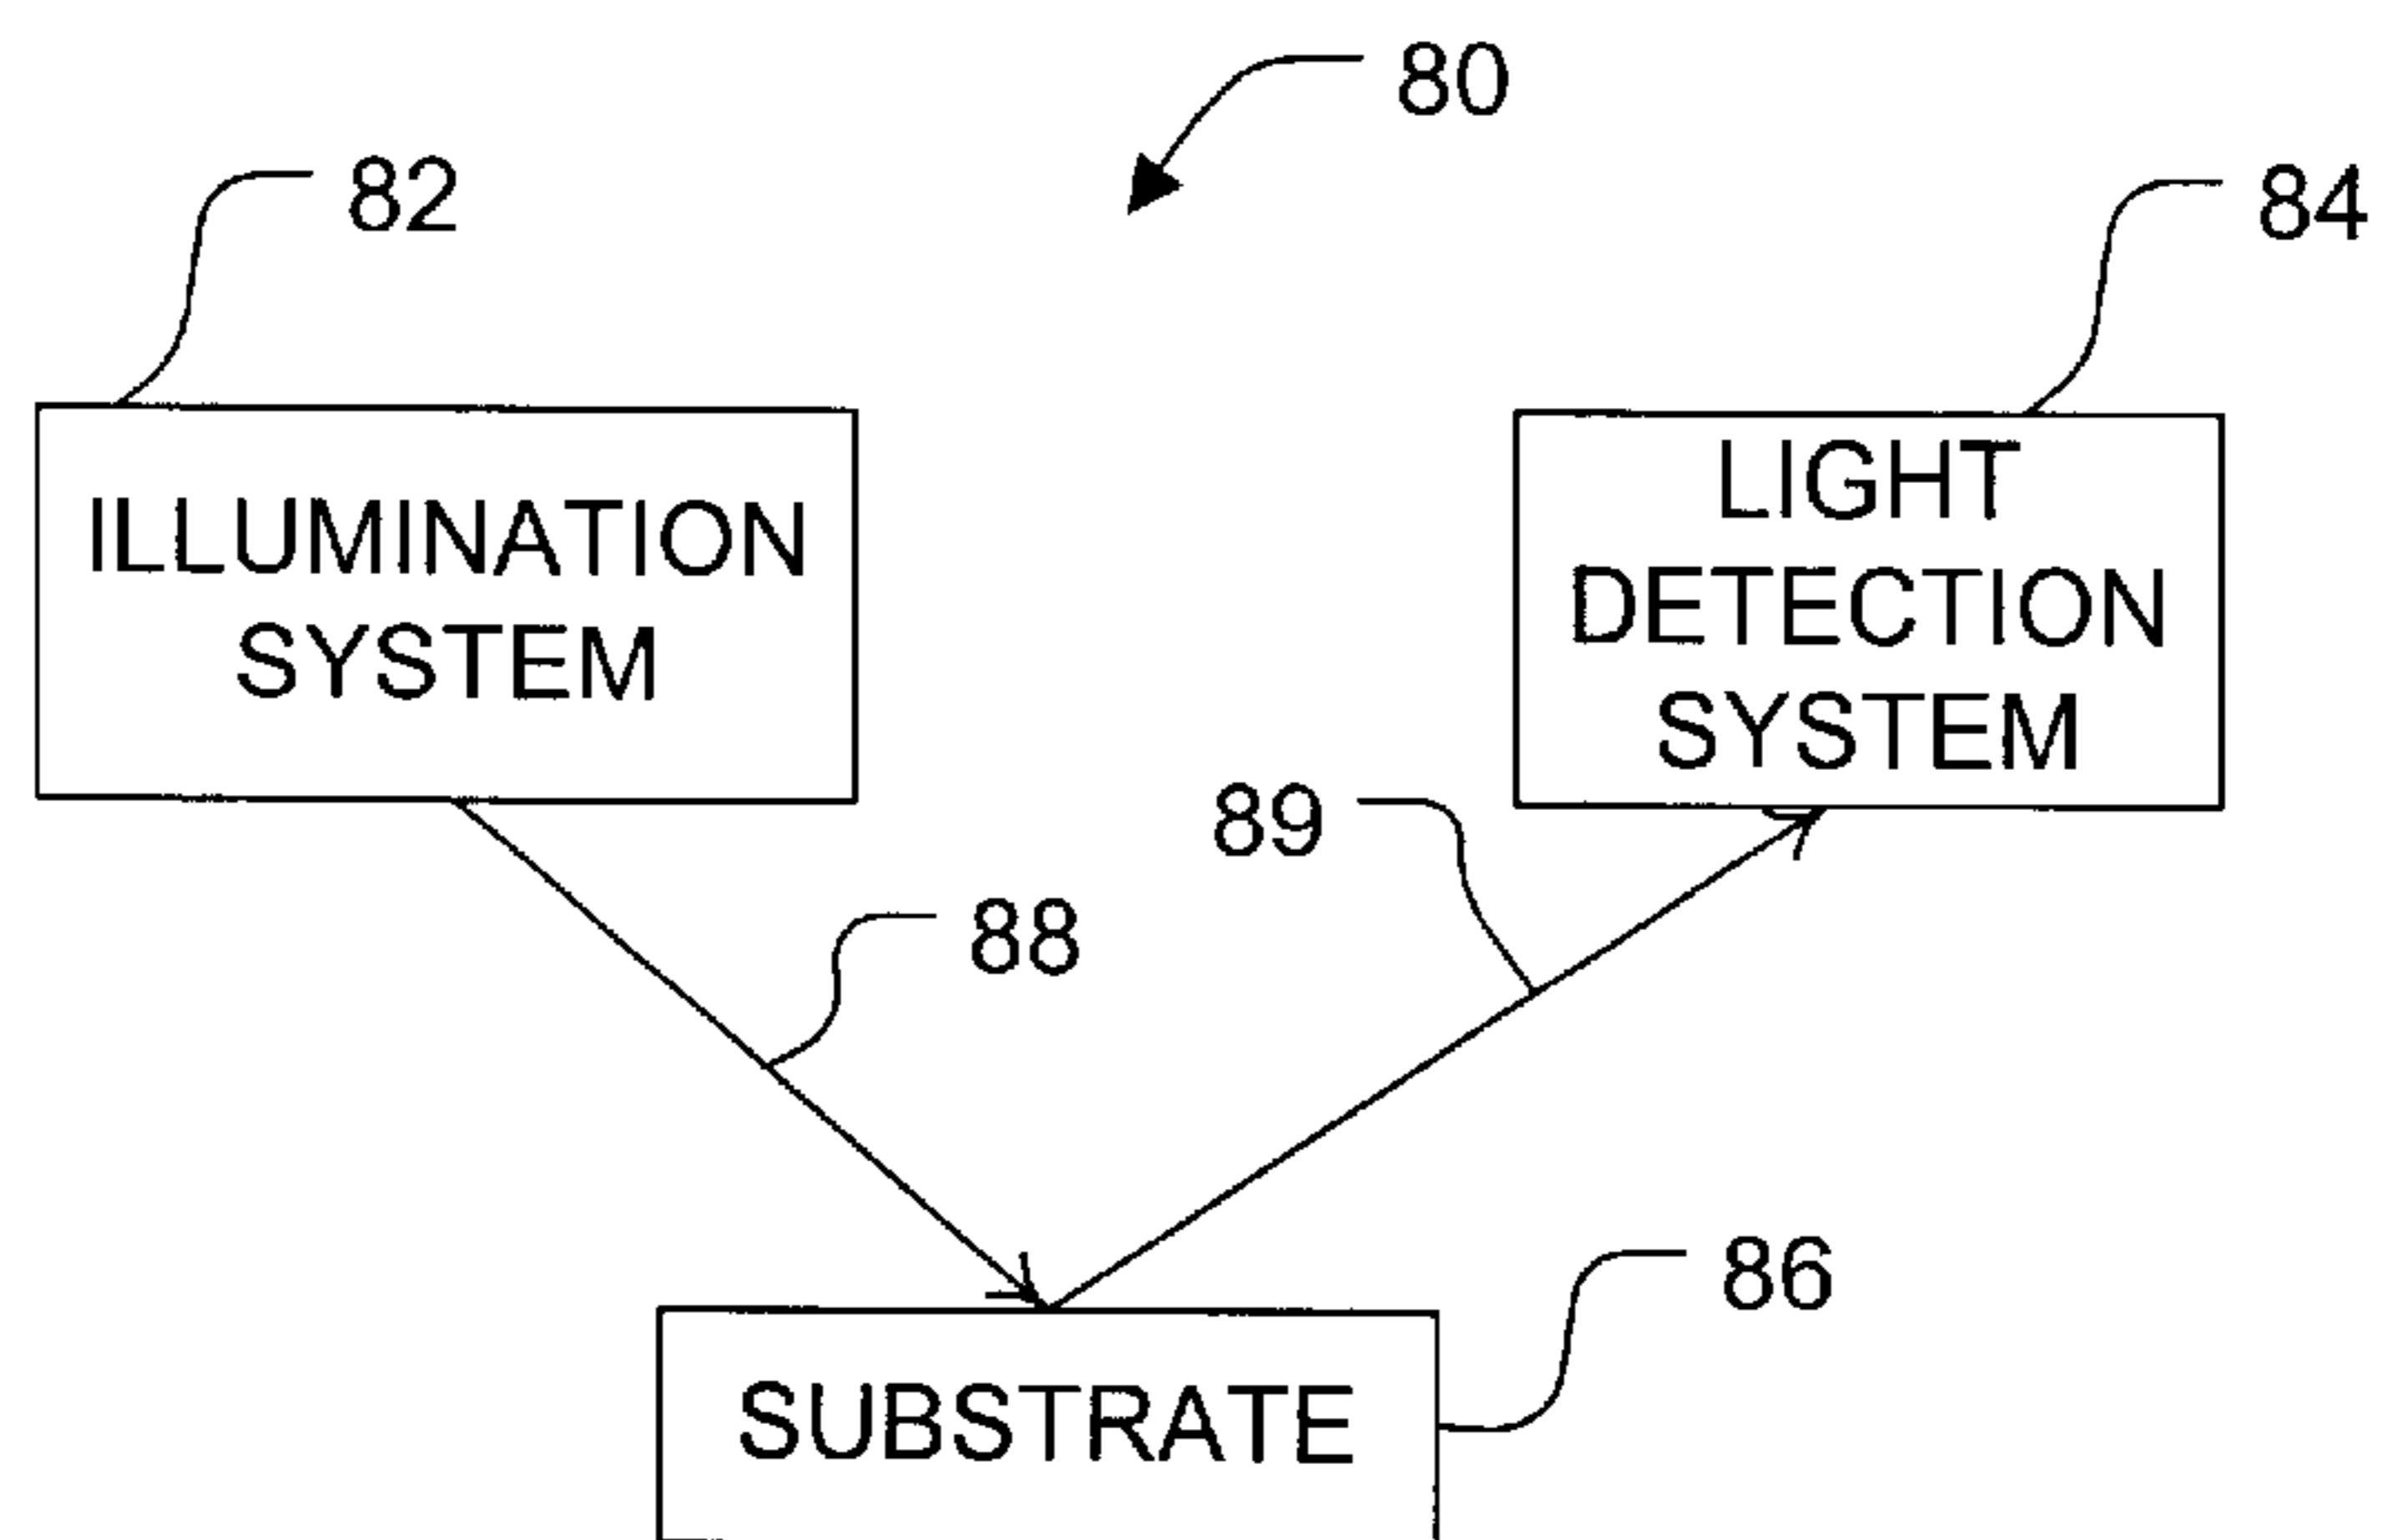 80
82
84
ILLUMINATION
SYSTEM
LIGHT
DETECTION
SYSTEM
89
88
86
SUBSTRATE